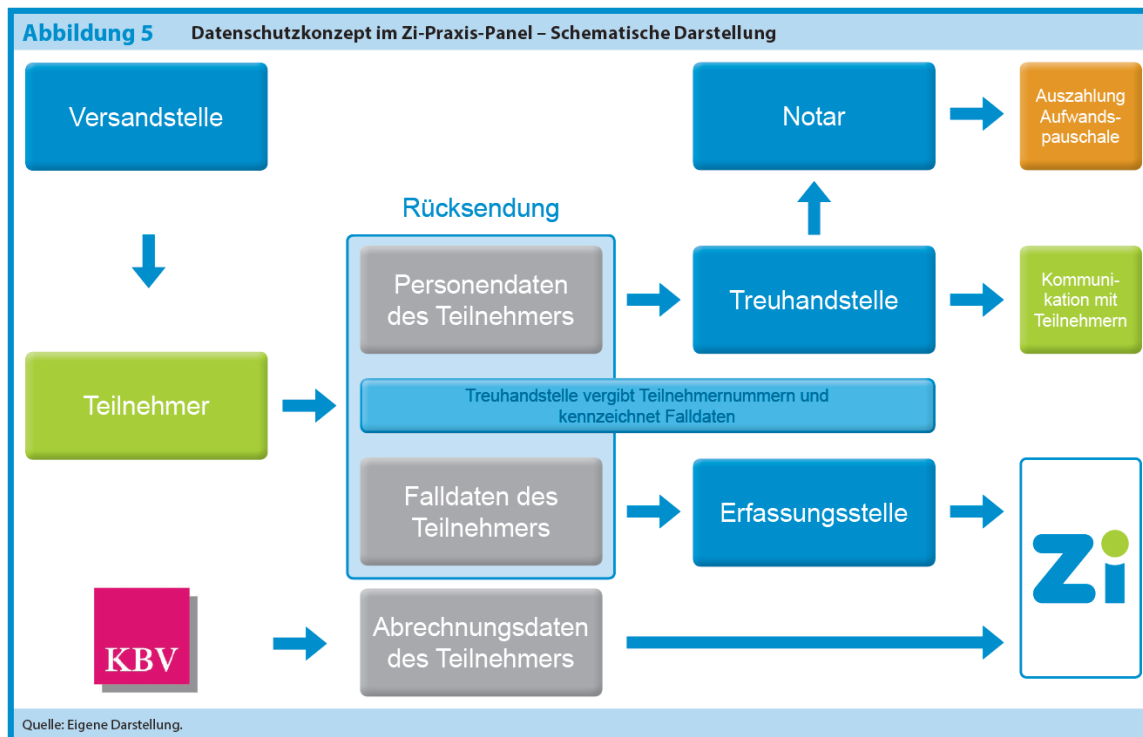 Abbildung 5 Datenschutzkonzept im Zi-Praxis-Panel – Schematische Darstellung
Versandstelle
Notar
Auszahlung
Aufwands-
pauschale
Rücksendung
Personendaten
des Teilnehmers
Treuhandstelle
Kommuni-
kation mit
Teilnehmern
Teilnehmer
Treuhandstelle vergibt Teilnehmernummern und
kennzeichnet Falldaten
Falldaten des
Teilnehmers
Erfassungsstelle
Zi
KBV
Abrechnungsdaten
des Teilnehmers
Quelle: Eigene Darstellung.